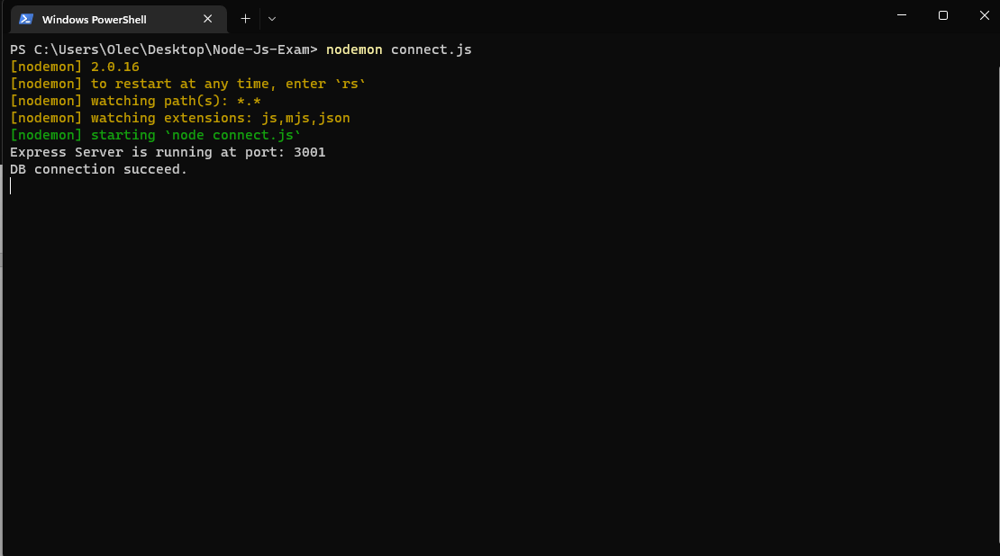 Windows PowerShell
PS C:\Users\Olec\Desktop\Node-Js-Exam> nodemon connect.js
[nodemon] 2.0.16
[nodemon] to restart at any time, enter `rs`
[nodemon] watching path(s): *.*
[nodemon] watching extensions: js,mjs,json
[nodemon] starting `node connect.js`
Express Server is running at port: 3001
DB connection succeed.